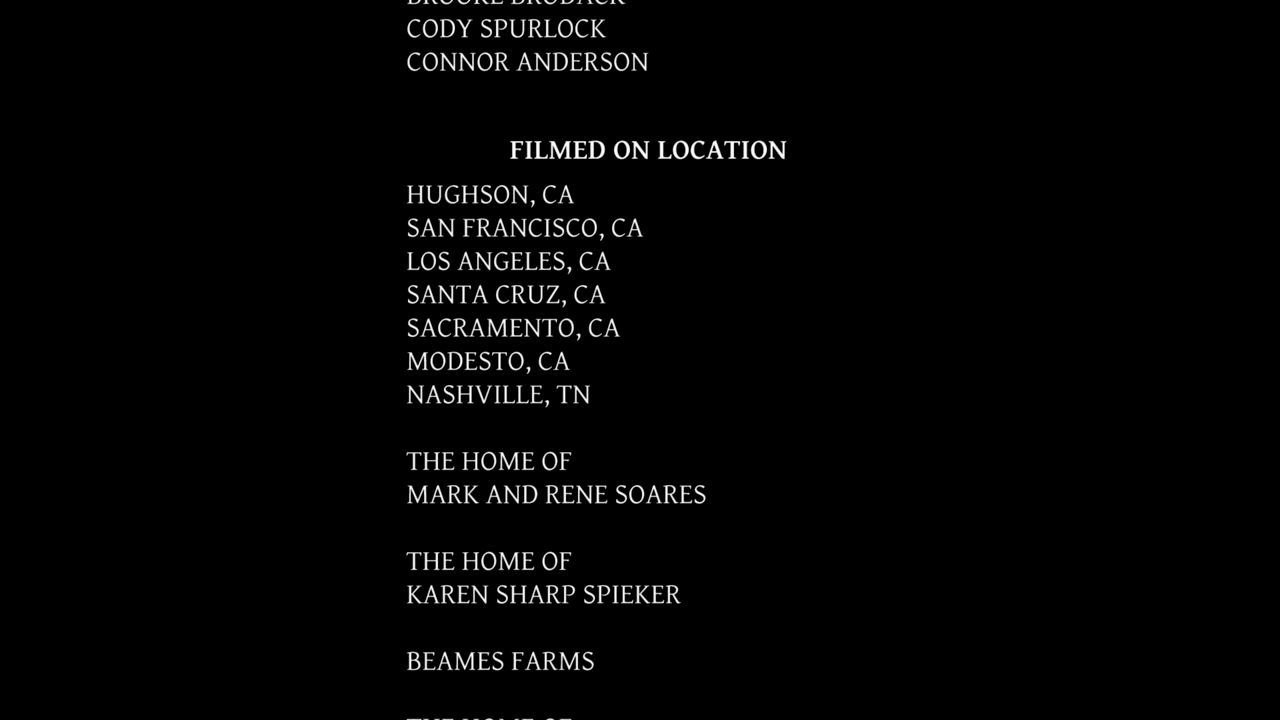 CODY SPURLOCK
CONNOR ANDERSON
FILMED ON LOCATION
HUGHSON, CA
SAN FRANCISCO, CA
LOS ANGELES, CA
SANTA CRUZ, CA
SACRAMENTO, CA
MODESTO, CA
NASHVILLE, TN
THE HOME OF
MARK AND RENE SOARES
THE HOME OF
KAREN SHARP SPIEKER
BEAMES FARMS